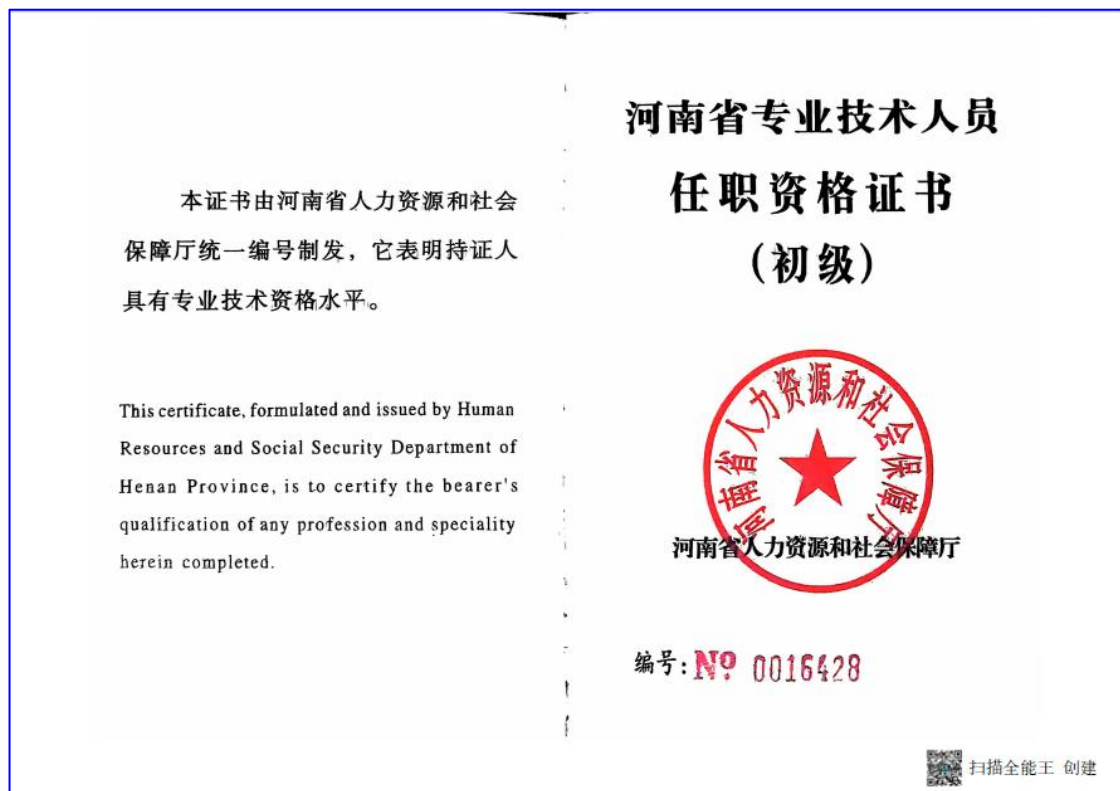 本证书由河南省人力资源和社会
保障厅统一编号制发，它表明持证人
具有专业技术资格水平。
This certificate, formulated and issued by Human
Resources and Social Security Department of
Henan Province, is to certify the bearer's
qualification of any profession and speciality
herein completed.
河南省专业技术人员
任职资格证书
（初级）
河南省人力资源和社会保障厅
河南省人力资源和社会保障厅
编号：№ 0016428
扫描全能王 创建